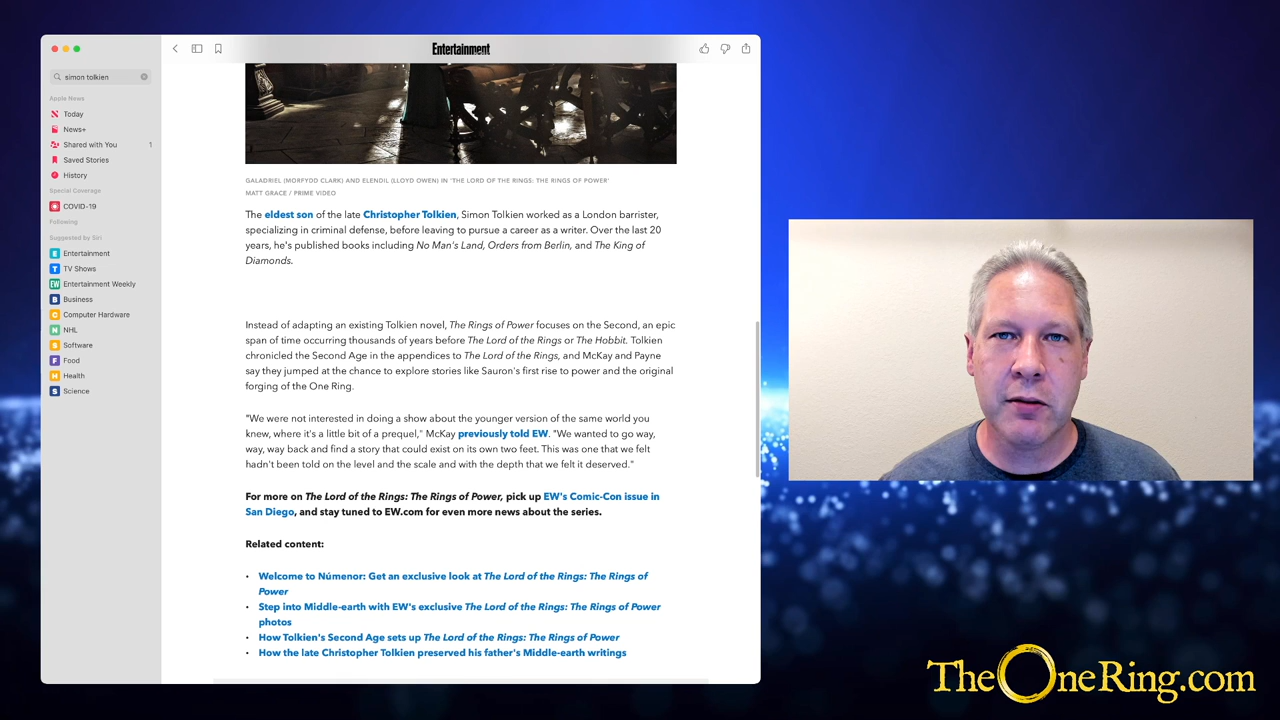 Entertainment
simon tolkien
Apple News
Today
News+
Shared with You 1
Saved Stories
History
Special Coverage
COVID-19
Following
Suggested by Siri
E Entertainment
T TV Shows
EW Entertainment Weekly
B Business
C Computer Hardware
N NHL
S Software
F Food
H Health
S Science
GALADRIEL (MORFYDD CLARK) AND ELENDIL (LLOYD OWEN) IN 'THE LORD OF THE RINGS: THE RINGS OF POWER'
MATT GRACE / PRIME VIDEO
The eldest son of the late Christopher Tolkien, Simon Tolkien worked as a London barrister,
specializing in criminal defense, before leaving to pursue a career as a writer. Over the last 20
years, he's published books including No Man's Land, Orders from Berlin, and The King of
Diamonds.
Instead of adapting an existing Tolkien novel, The Rings of Power focuses on the Second, an epic
span of time occurring thousands of years before The Lord of the Rings or The Hobbit. Tolkien
chronicled the Second Age in the appendices to The Lord of the Rings, and McKay and Payne
say they jumped at the chance to explore stories like Sauron's first rise to power and the original
forging of the One Ring.
"We were not interested in doing a show about the younger version of the same world you
knew, where it's a little bit of a prequel," McKay previously told EW. "We wanted to go way,
way, way back and find a story that could exist on its own two feet. This was one that we felt
hadn't been told on the level and the scale and with the depth that we felt it deserved."
For more on The Lord of the Rings: The Rings of Power, pick up EW's Comic-Con issue in
San Diego, and stay tuned to EW.com for even more news about the series.
Related content:
• Welcome to Númenor: Get an exclusive look at The Lord of the Rings: The Rings of
Power
• Step into Middle-earth with EW's exclusive The Lord of the Rings: The Rings of Power
photos
• How Tolkien's Second Age sets up The Lord of the Rings: The Rings of Power
• How the late Christopher Tolkien preserved his father's Middle-earth writings
TheOneRing.com